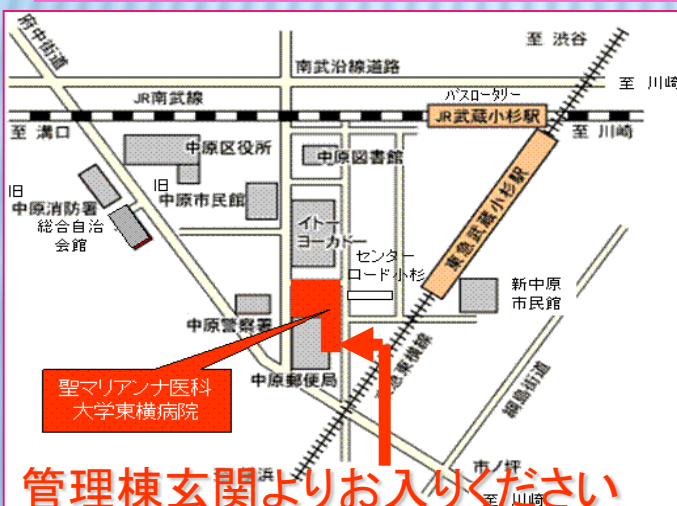 府中街道
至 渋谷
南武沿線道路
至 川崎
JR南武線
バスロータリー
JR武蔵小杉駅
至 溝口
至 川崎
中原区役所
中原図書館
旧
中原消防署
旧
中原市民館
総合自治
会館
イトー
ヨーカドー
東急武蔵小杉駅
センター
ロード小杉
新中原
市民館
中原警察署
急東横線
綱島街道
聖マリアンナ医科
大学東横病院
中原郵便局
市ノ坪
浜
管理棟玄関よりお入りください
至 川崎